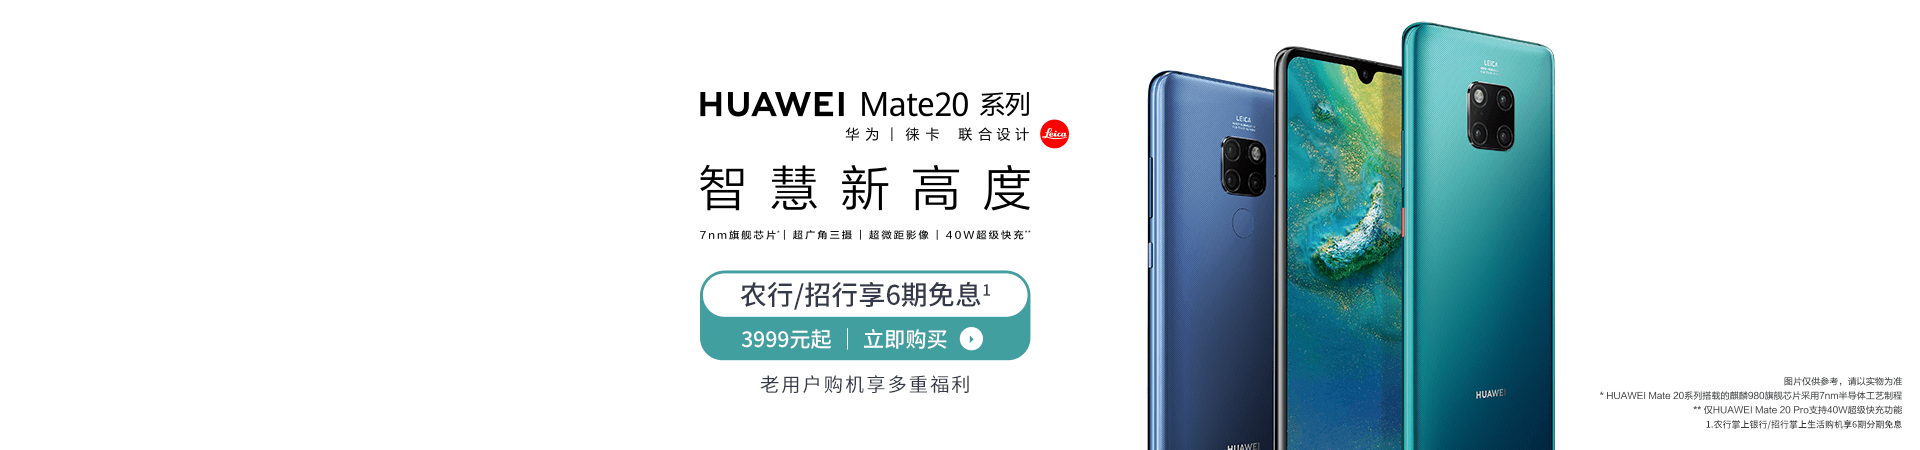 HUAWEI Mate20 系列
华为 | 徕卡 联合设计 Leica
智慧新高度
7nm旗舰芯片* | 超广角三摄 | 超微距影像 | 40W超级快充**
农行/招行享6期免息1
3999元起 | 立即购买
老用户购机享多重福利
LEICA
LEICA
HUAWEI
HUAWEI
图片仅供参考，请以实物为准
* HUAWEI Mate 20系列搭载的麒麟980旗舰芯片采用7nm半导体工艺制程
** 仅HUAWEI Mate 20 Pro支持40W超级快充功能
1.农行掌上银行/招行掌上生活购机享6期分期免息